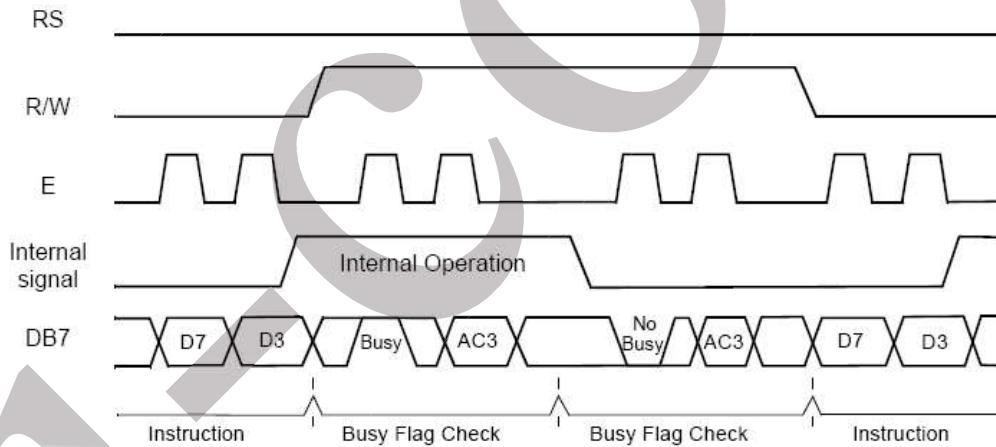 RS
R/W
E
Internal
signal
Internal Operation
DB7
D7
D3
Busy
AC3
No
Busy
AC3
D7
D3
Instruction
Busy Flag Check
Busy Flag Check
Instruction